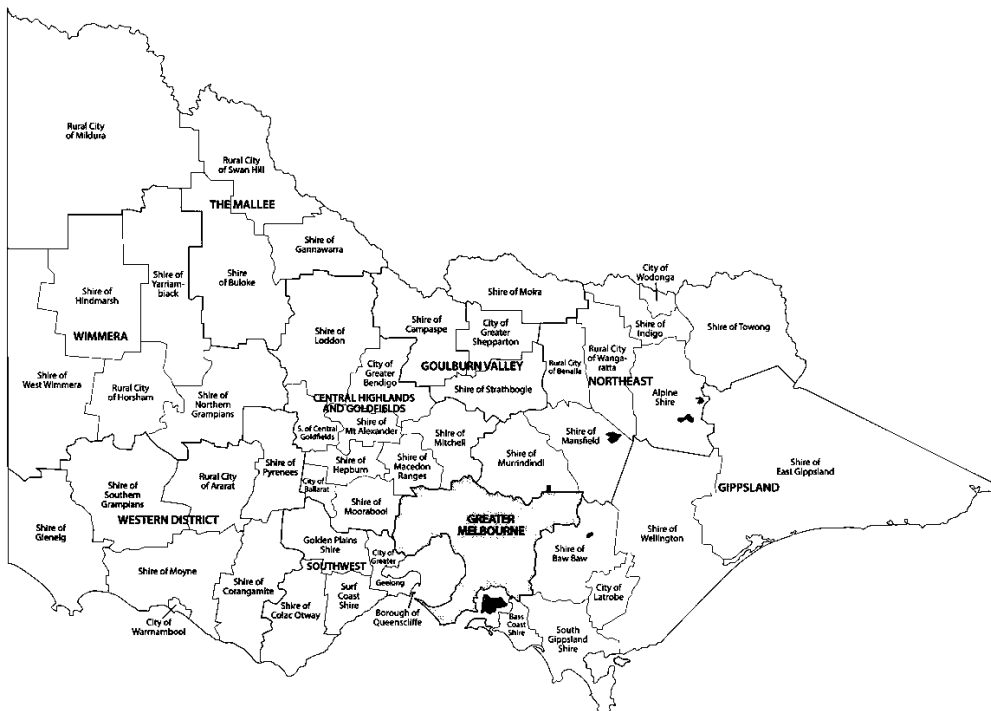 Rural City
of Mildura
Rural City
of Swan Hill
THE MALLEE
Shire of
Gannawarra
Shire of
Yarriam-
biack
Shire
of Buloke
Shire of
Hindmarsh
WIMMERA
Shire of
West Wimmera
Rural City
of Horsham
Shire of
Northern
Grampians
Shire of
Loddon
City of
Greater
Bendigo
CENTRAL HIGHLANDS
AND GOLDFIELDS
S. of Central
Goldfields
Shire of
Mt Alexander
Shire of
Hepburn
Shire of
Macedon
Ranges
City of
Ballarat
Shire of
Moorabool
Shire of
Campaspe
City of
Greater
Shepparton
Shire of Moira
GOULBURN VALLEY
Shire of Strathbogie
Shire of
Mitchell
Shire of
Murrindindi
City of
Wodonga
Shire of
Indigo
Shire of Towong
Rural City
of Benalla
Rural City
of Wanga-
ratta
NORTHEAST
Alpine
Shire
Shire of
Mansfield
Shire of
East Gippsland
GIPPSLAND
Shire of
Wellington
Shire of
Baw Baw
City of
Latrobe
South
Gippsland
Shire
Bass
Coast
Shire
GREATER
MELBOURNE
Shire of
Pyrenees
Rural City
of Ararat
Shire of
Southern
Grampians
WESTERN DISTRICT
Shire of Glenelg
Shire of Moyne
City of
Warrnambool
Shire of
Corangamite
Golden Plains
Shire
SOUTHWEST
City of
Greater
Geelong
Surf
Coast
Shire
Shire of
Colac Otway
Borough of
Queenscliffe